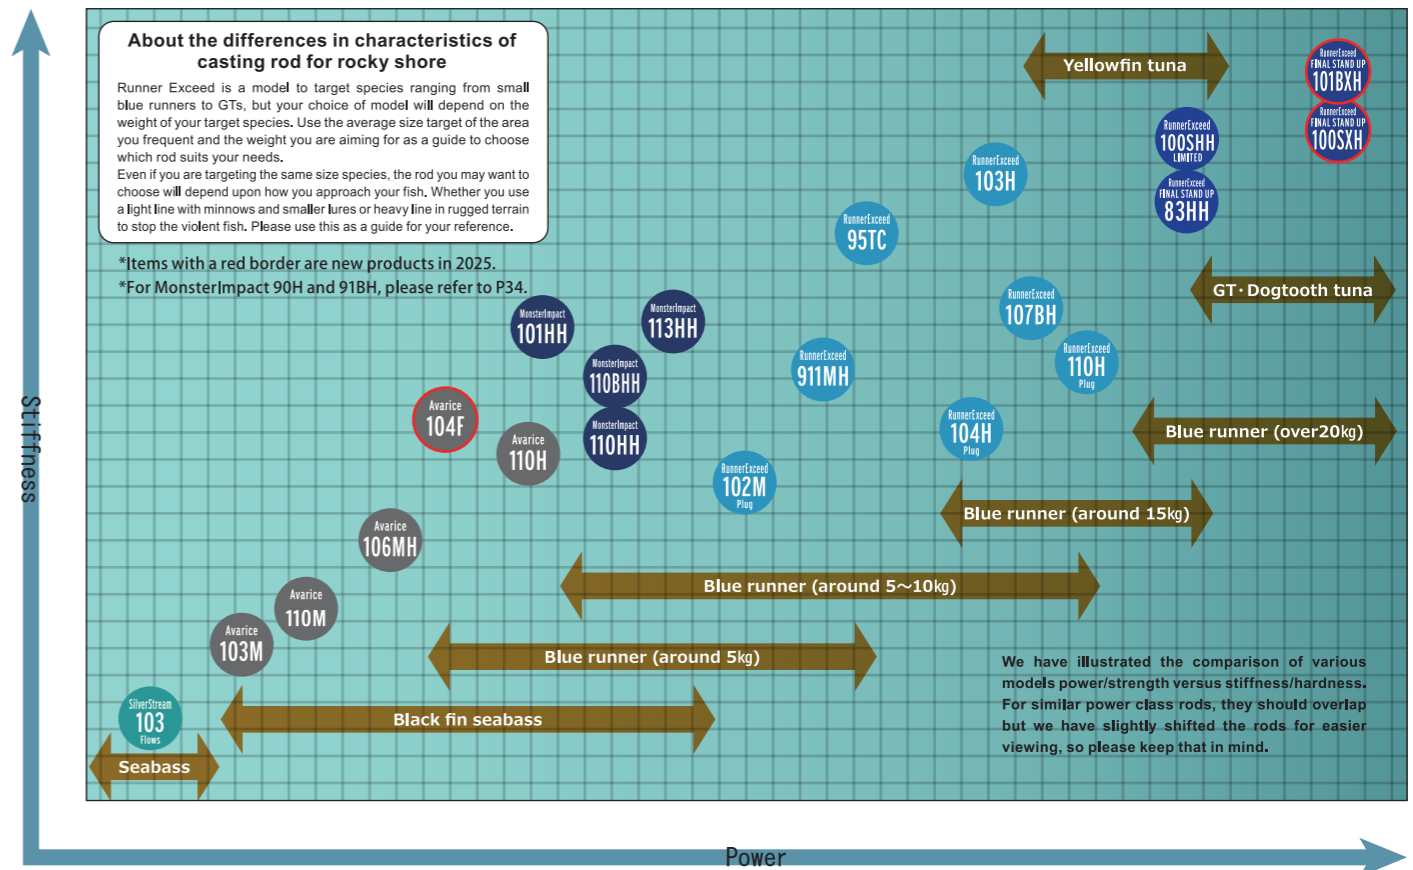 About the differences in characteristics of
casting rod for rocky shore
Runner Exceed is a model to target species ranging from small
blue runners to GTs, but your choice of model will depend on the
weight of your target species. Use the average size target of the area
you frequent and the weight you are aiming for as a guide to choose
which rod suits your needs.
Even if you are targeting the same size species, the rod you may want to
choose will depend upon how you approach your fish. Whether you use
a light line with minnows and smaller lures or heavy line in rugged terrain
to stop the violent fish. Please use this as a guide for your reference.
*Items with a red border are new products in 2025.
*For MonsterImpact 90H and 91BH, please refer to P34.
Yellowfin tuna
RunnerExceed
FINAL STAND UP
101BXH
RunnerExceed
FINAL STAND UP
100SXH
RunnerExceed
100SHH
LIMITED
RunnerExceed
FINAL STAND UP
83HH
RunnerExceed
103H
RunnerExceed
95TC
GT・Dogtooth tuna
RunnerExceed
107BH
MonsterImpact
101HH
MonsterImpact
113HH
RunnerExceed
110H
Plug
RunnerExceed
911MH
MonsterImpact
110BHH
MonsterImpact
110HH
Avarice
104F
Avarice
110H
RunnerExceed
104H
Plug
Blue runner (over20kg)
RunnerExceed
102M
Plug
Blue runner (around 15kg)
Avarice
106MH
Blue runner (around 5～10kg)
Avarice
110M
Avarice
103M
Blue runner (around 5kg)
We have illustrated the comparison of various
models power/strength versus stiffness/hardness.
For similar power class rods, they should overlap
but we have slightly shifted the rods for easier
viewing, so please keep that in mind.
SilverStream
103
Flows
Black fin seabass
Seabass
Stiffness
Power